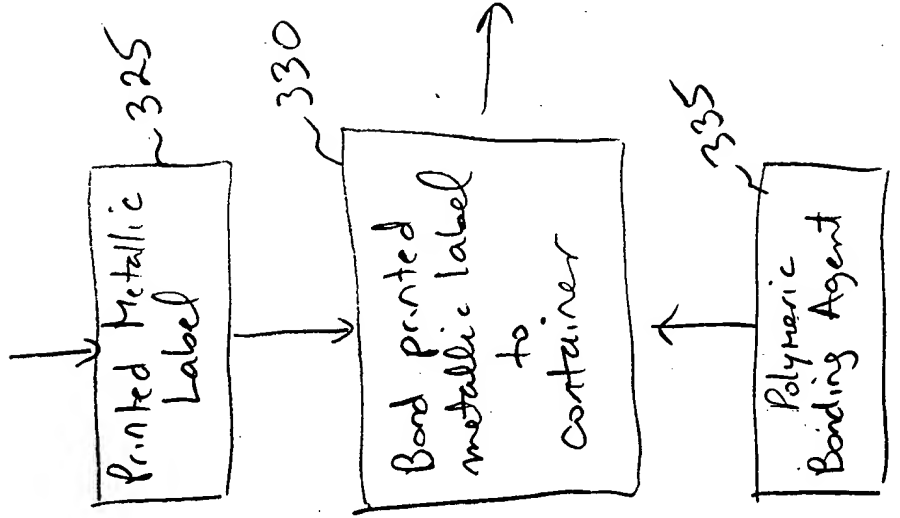 Printed Metallic
Label
325
Bond printed
metallic label
to
container
330
Polymeric
Bonding Agent
335